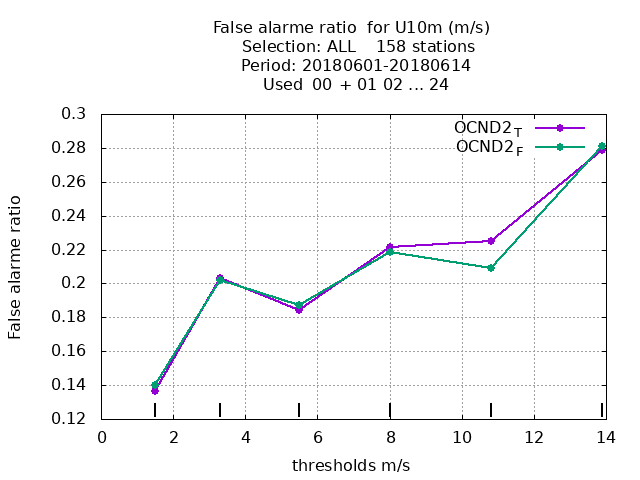 False alarme ratio  for U10m (m/s)
Selection: ALL    158 stations
Period: 20180601-20180614
Used  00 + 01 02 ... 24
OCND2T
OCND2F
False alarme ratio
0.3
0.28
0.26
0.24
0.22
0.2
0.18
0.16
0.14
0.12
0 2 4 6 8 10 12 14
thresholds m/s